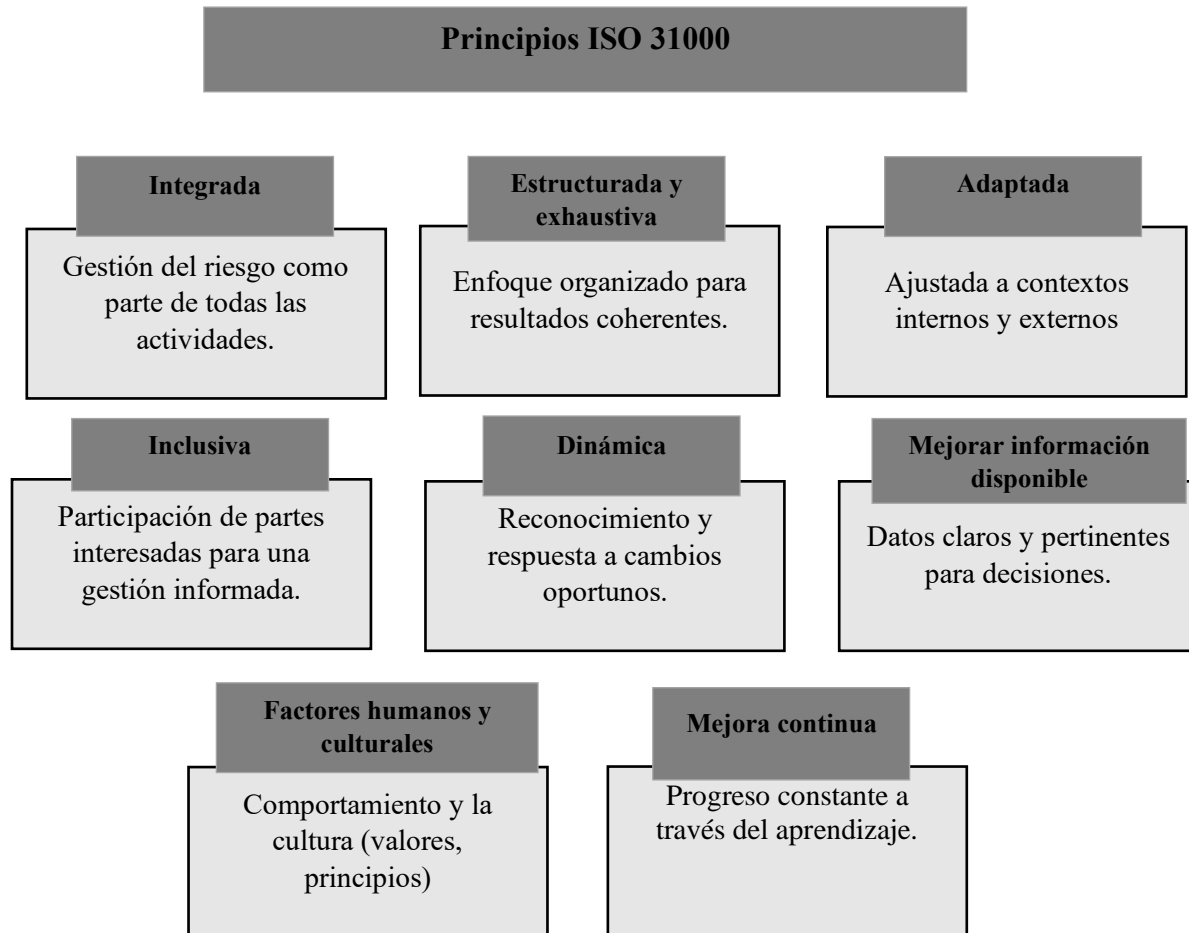 Principios ISO 31000
Integrada
Gestión del riesgo como
parte de todas las
actividades.
Estructurada y
exhaustiva
Enfoque organizado para
resultados coherentes.
Adaptada
Ajustada a contextos
internos y externos
Inclusiva
Participación de partes
interesadas para una
gestión informada.
Dinámica
Reconocimiento y
respuesta a cambios
oportunos.
Mejorar información
disponible
Datos claros y pertinentes
para decisiones.
Factores humanos y
culturales
Comportamiento y la
cultura (valores,
principios)
Mejora continua
Progreso constante a
través del aprendizaje.